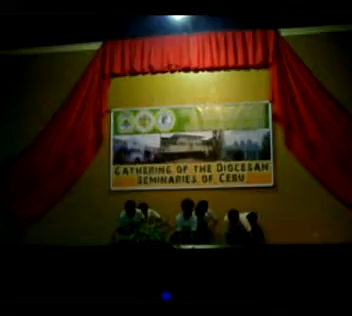 GATHERING OF THE DIOCESAN
SEMINARIES OF CEBU